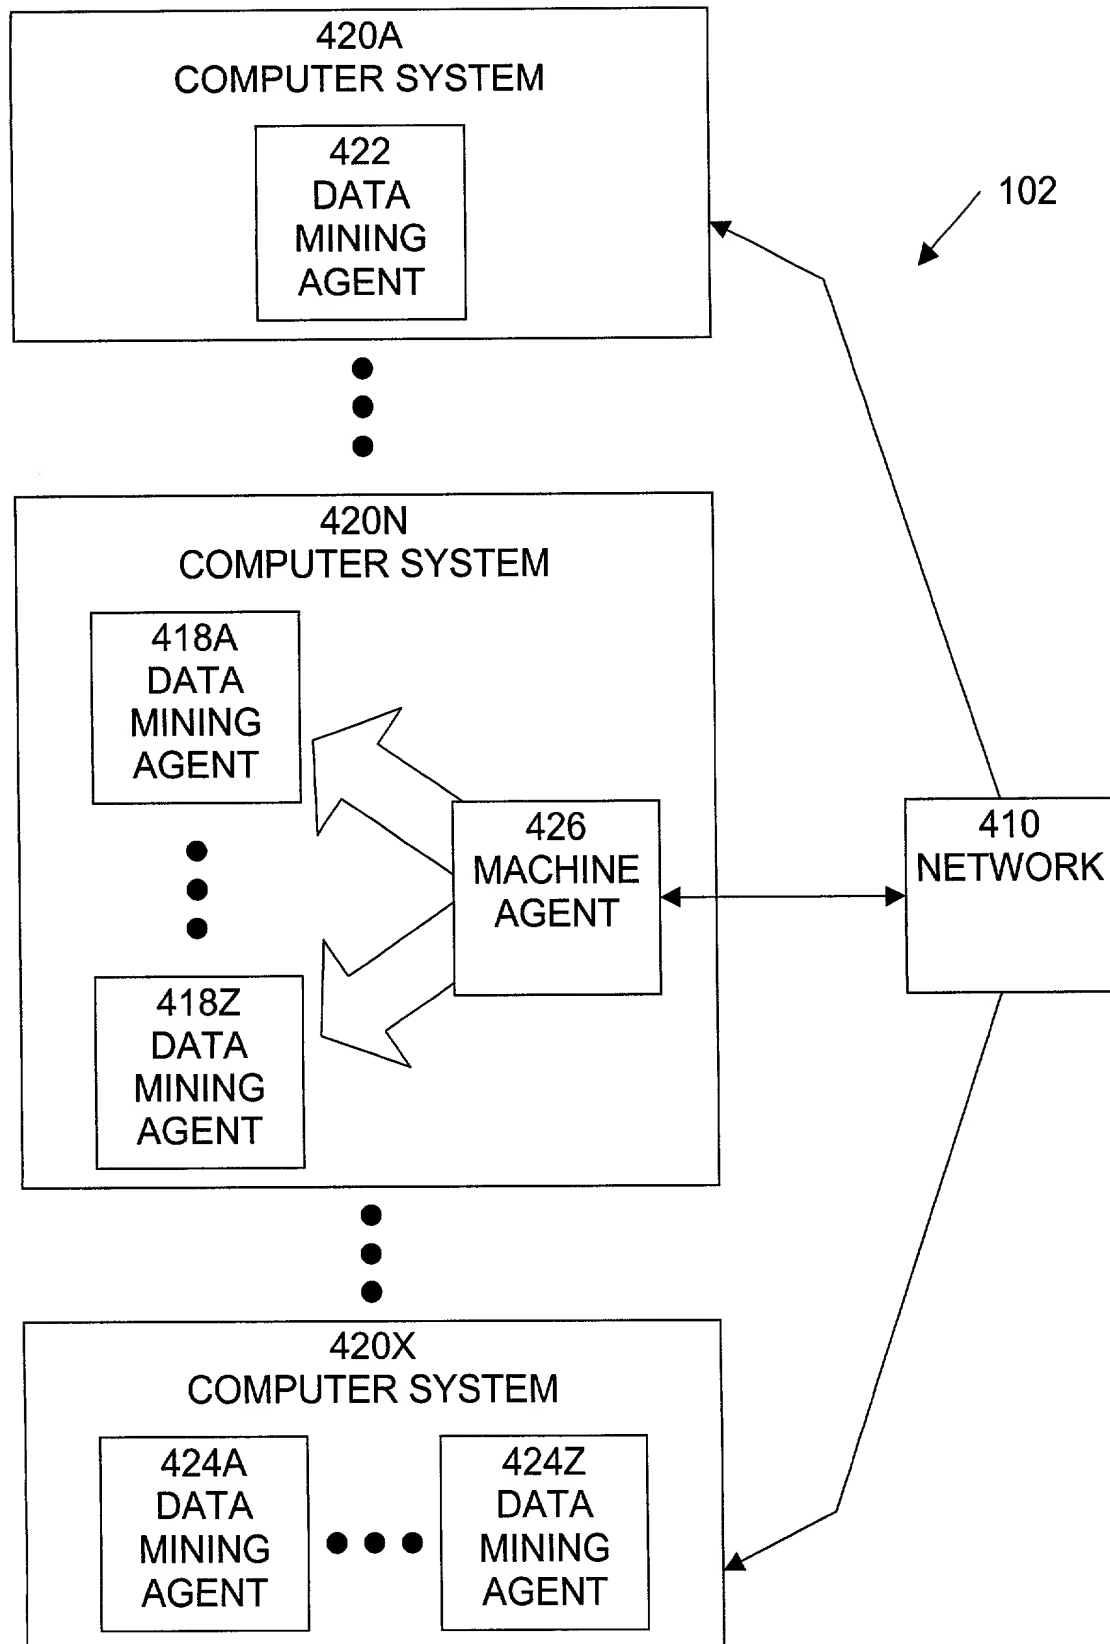 420A
COMPUTER SYSTEM
422
DATA
MINING
AGENT
102
420N
COMPUTER SYSTEM
418A
DATA
MINING
AGENT
426
MACHINE
AGENT
410
NETWORK
418Z
DATA
MINING
AGENT
420X
COMPUTER SYSTEM
424A
DATA
MINING
AGENT
424Z
DATA
MINING
AGENT